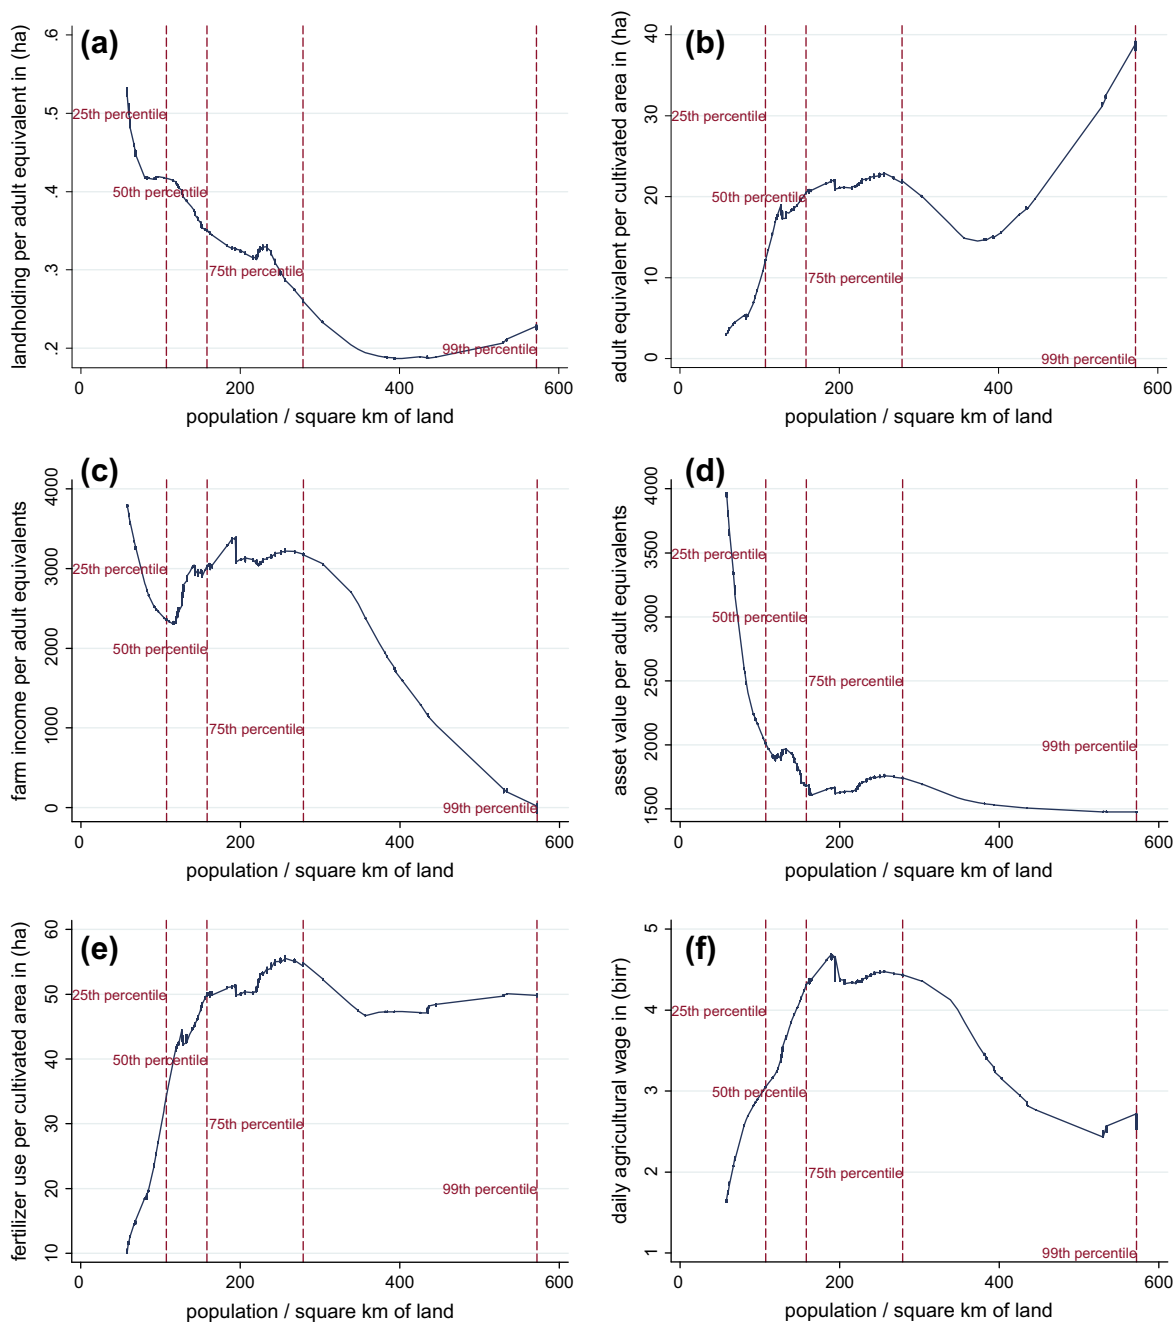 (a)
landholding per adult equivalent in (ha)
.6
.5
.4
.3
.2
25th percentile
50th percentile
75th percentile
99th percentile
0
200
400
600
population / square km of land
(b)
adult equivalent per cultivated area in (ha)
40
30
20
10
0
25th percentile
50th percentile
75th percentile
99th percentile
0
200
400
600
population / square km of land
(c)
farm income per adult equivalents
4000
3000
2000
1000
0
25th percentile
50th percentile
75th percentile
99th percentile
0
200
400
600
population / square km of land
(d)
asset value per adult equivalents
4000
3500
3000
2500
2000
1500
25th percentile
50th percentile
75th percentile
99th percentile
0
200
400
600
population / square km of land
(e)
fertilizer use per cultivated area in (ha)
60
50
40
30
20
10
25th percentile
50th percentile
75th percentile
99th percentile
0
200
400
600
population / square km of land
(f)
daily agricultural wage in (birr)
5
4
3
2
1
25th percentile
50th percentile
75th percentile
99th percentile
0
200
400
600
population / square km of land